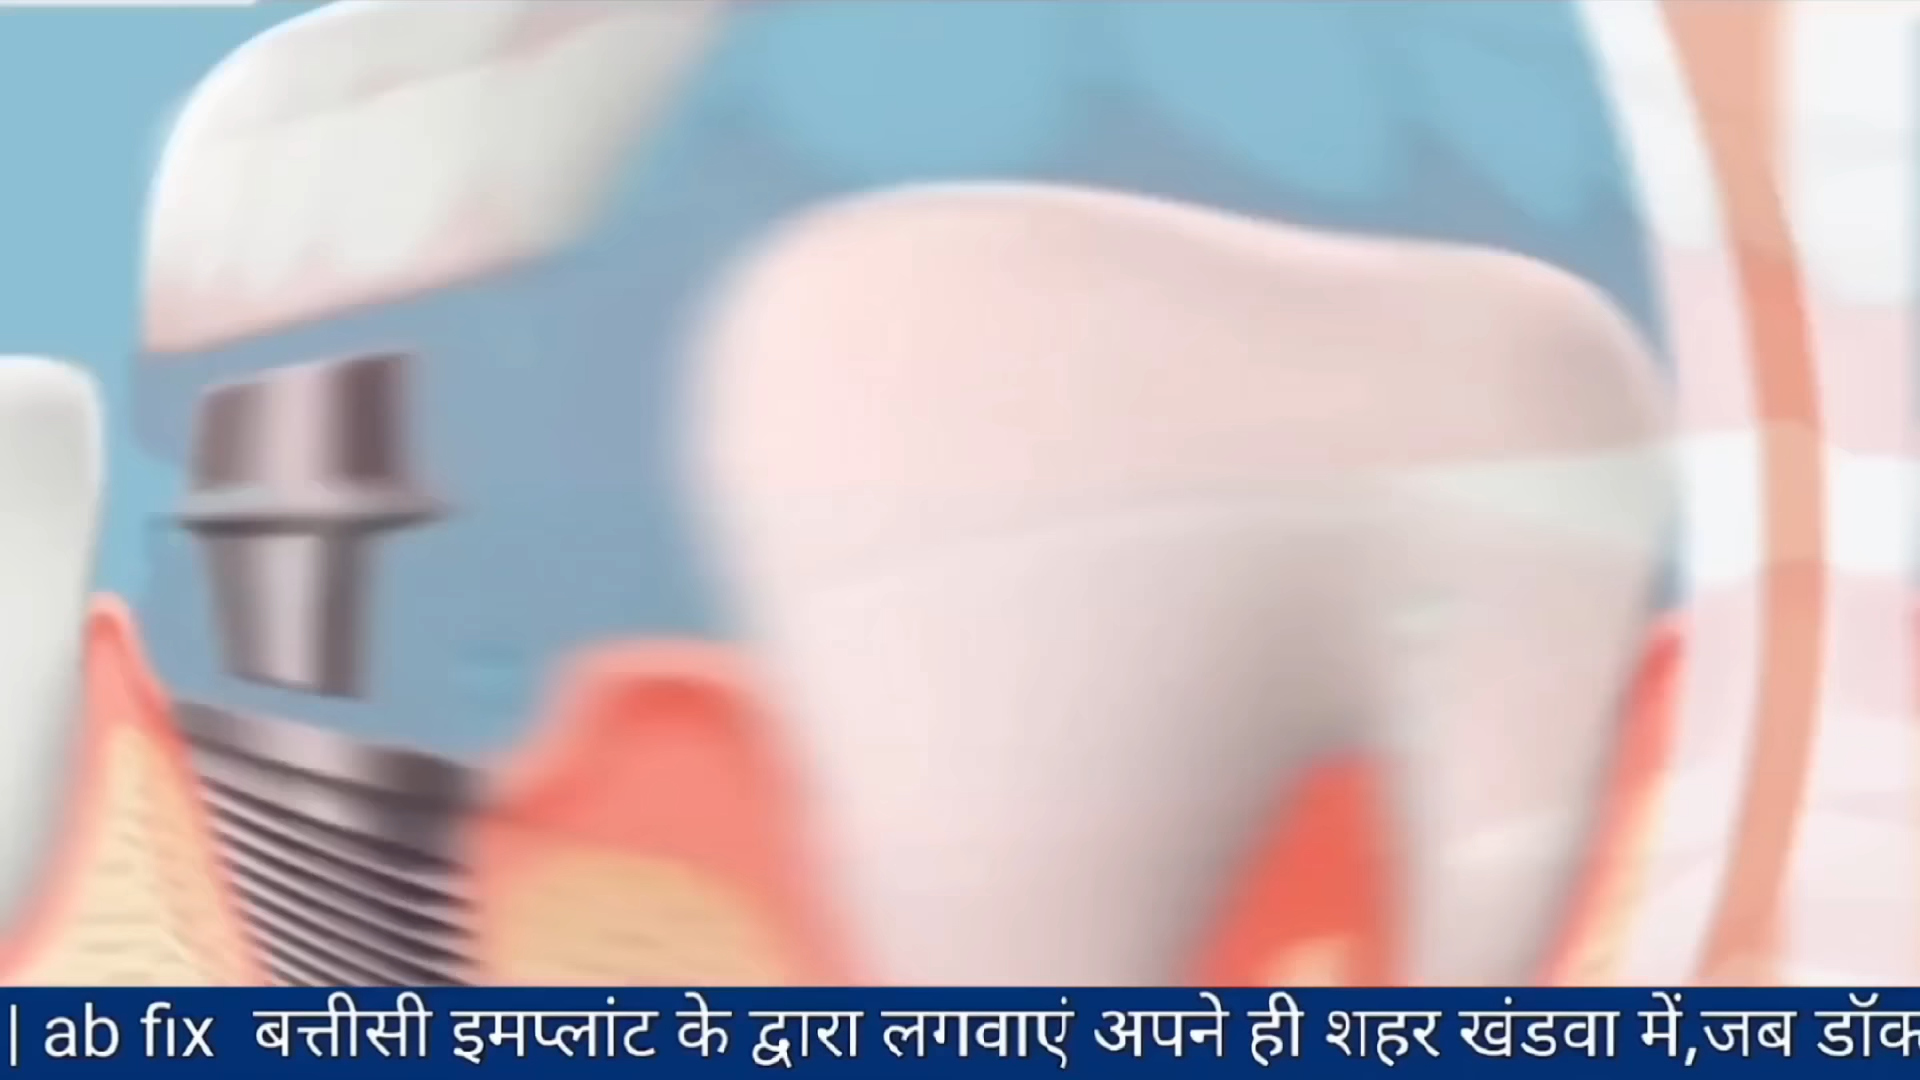 | ab fix बत्तीसी इमप्लांट के द्वारा लगवाएं अपने ही शहर खंडवा में,जब